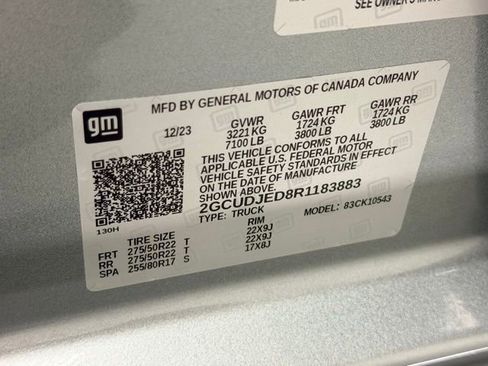 SEE OWNER'S MANU
gm
MFD BY GENERAL MOTORS OF CANADA COMPANY
12/23 GVWR GAWR FRT GAWR RR
3221 KG 1724 KG 1724 KG
7100 LB 3800 LB 3800 LB
THIS VEHICLE CONFORMS TO ALL
APPLICABLE U.S. FEDERAL MOTOR
VEHICLE SAFETY STANDARDS IN EFFECT
ON THE DATE OF MANUFACTURE
SHOWN ABOVE.
2GCUDJED8R1183883
TYPE: TRUCK MODEL: 83CK10543
130H
TIRE SIZE RIM
FRT 275/50R22 T 22X9J
RR 275/50R22 T 22X9J
SPA 255/80R17 S 17X8J